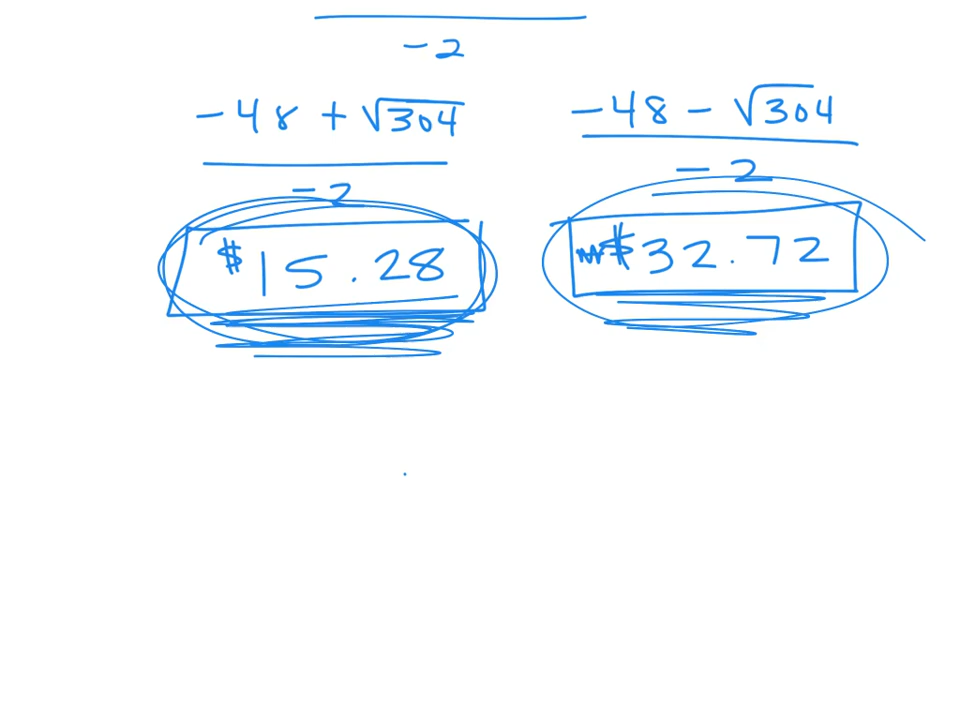 -2
-48 + √304 -48 - √304
-2 -2
$15.28 $32.72